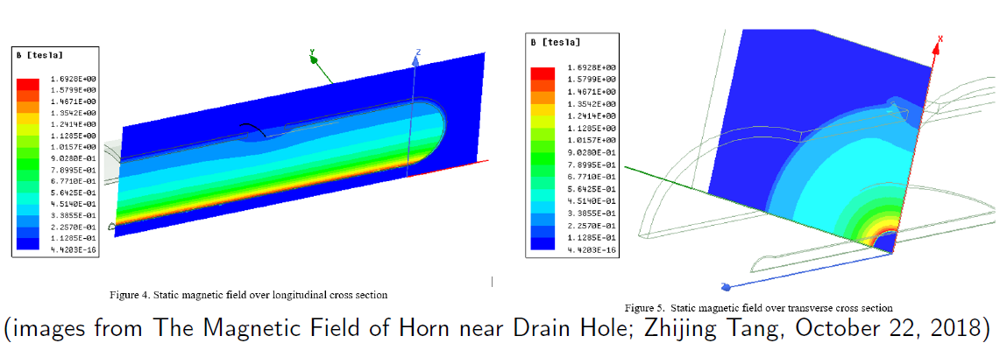 B [tesla]
1.6928E+00
1.5799E+00
1.4671E+00
1.3542E+00
1.2414E+00
1.1285E+00
1.0157E+00
9.0280E-01
7.8995E-01
6.7710E-01
5.6425E-01
4.5140E-01
3.3855E-01
2.2570E-01
1.1285E-01
4.4203E-16
Y
Z
Figure 4. Static magnetic field over longitudinal cross section
B [tesla]
1.6928E+00
1.5799E+00
1.4671E+00
1.3542E+00
1.2414E+00
1.1285E+00
1.0157E+00
9.0280E-01
7.8995E-01
6.7710E-01
5.6425E-01
4.5140E-01
3.3855E-01
2.2570E-01
1.1285E-01
4.4203E-16
X
Z
Figure 5. Static magnetic field over transverse cross section
(images from The Magnetic Field of Horn near Drain Hole; Zhijing Tang, October 22, 2018)